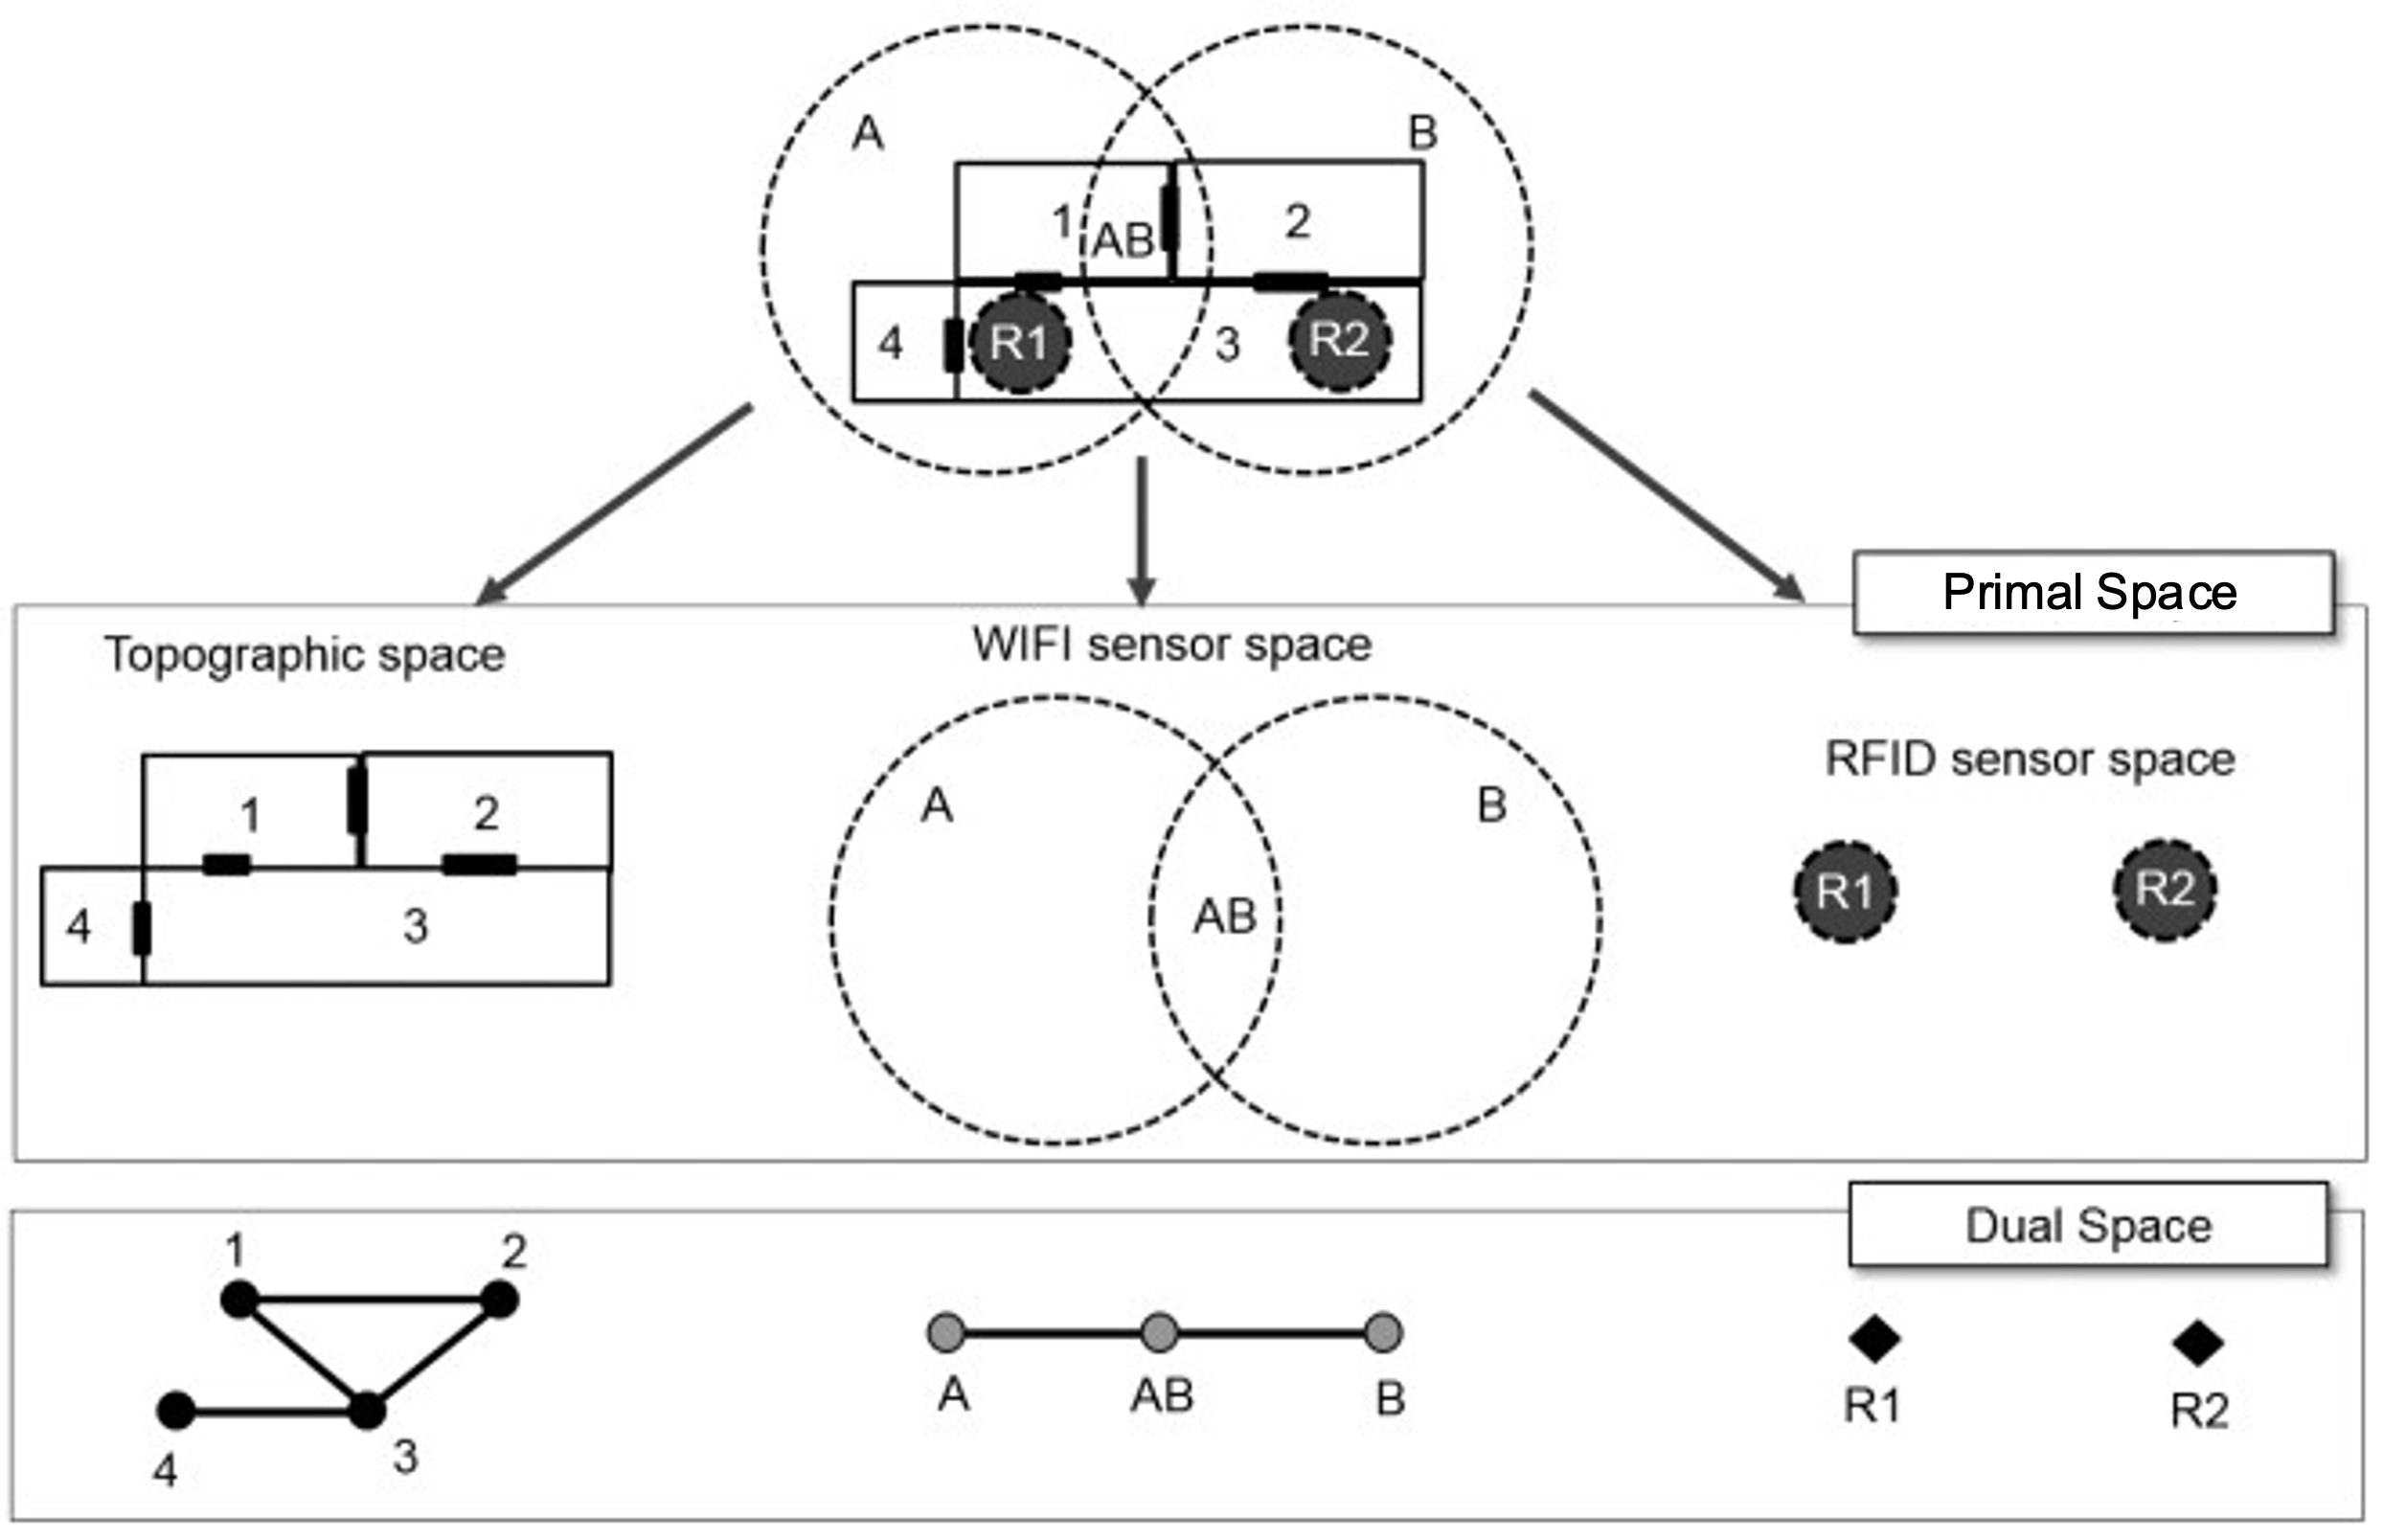 A
B
1
AB
2
4
R1
3
R2
Primal Space
Topographic space
WIFI sensor space
RFID sensor space
A
B
1
2
AB
R1
R2
4
3
Dual Space
1
2
A
AB
B
R1
R2
4
3